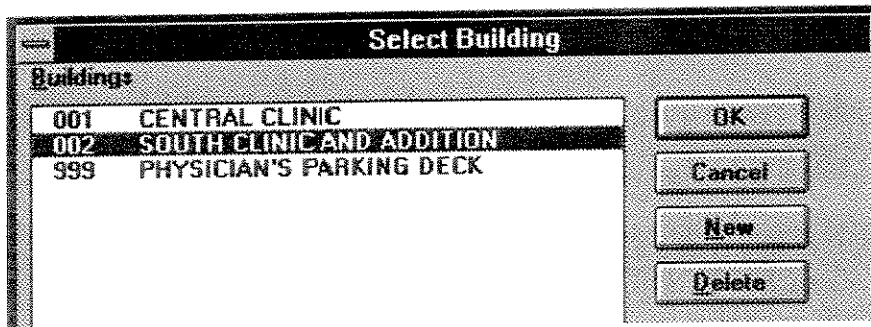 Select Building
Buildings
001 CENTRAL CLINIC
002 SOUTH CLINIC AND ADDITION
999 PHYSICIAN'S PARKING DECK
OK
Cancel
New
Delete